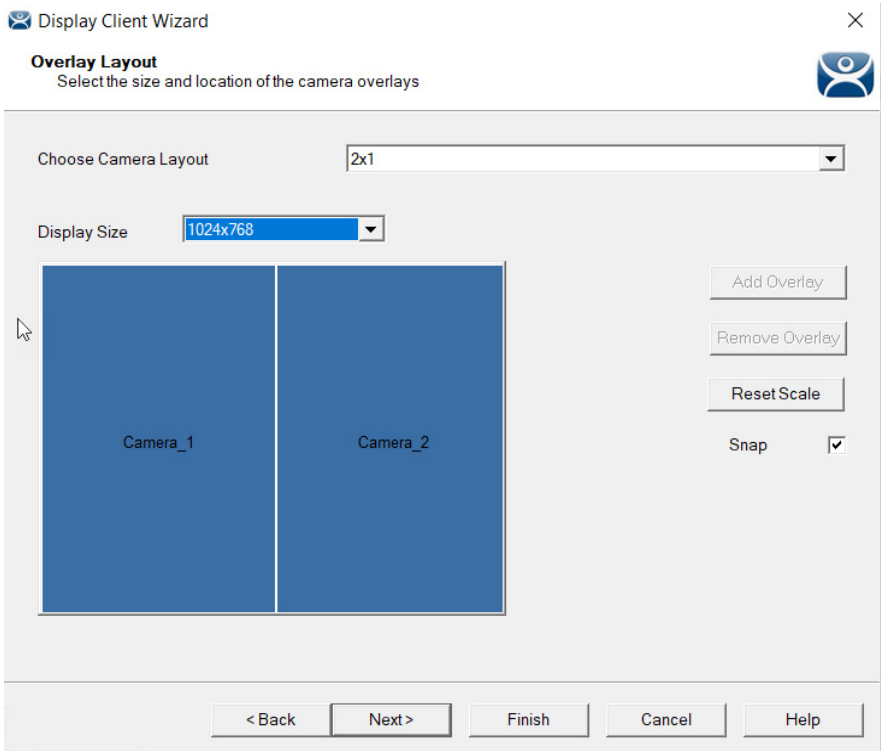 Display Client Wizard
Overlay Layout
Select the size and location of the camera overlays
Choose Camera Layout 2x1
Display Size 1024x768
Add Overlay
Remove Overlay
Reset Scale
Camera_1 Camera_2 Snap
< Back Next > Finish Cancel Help